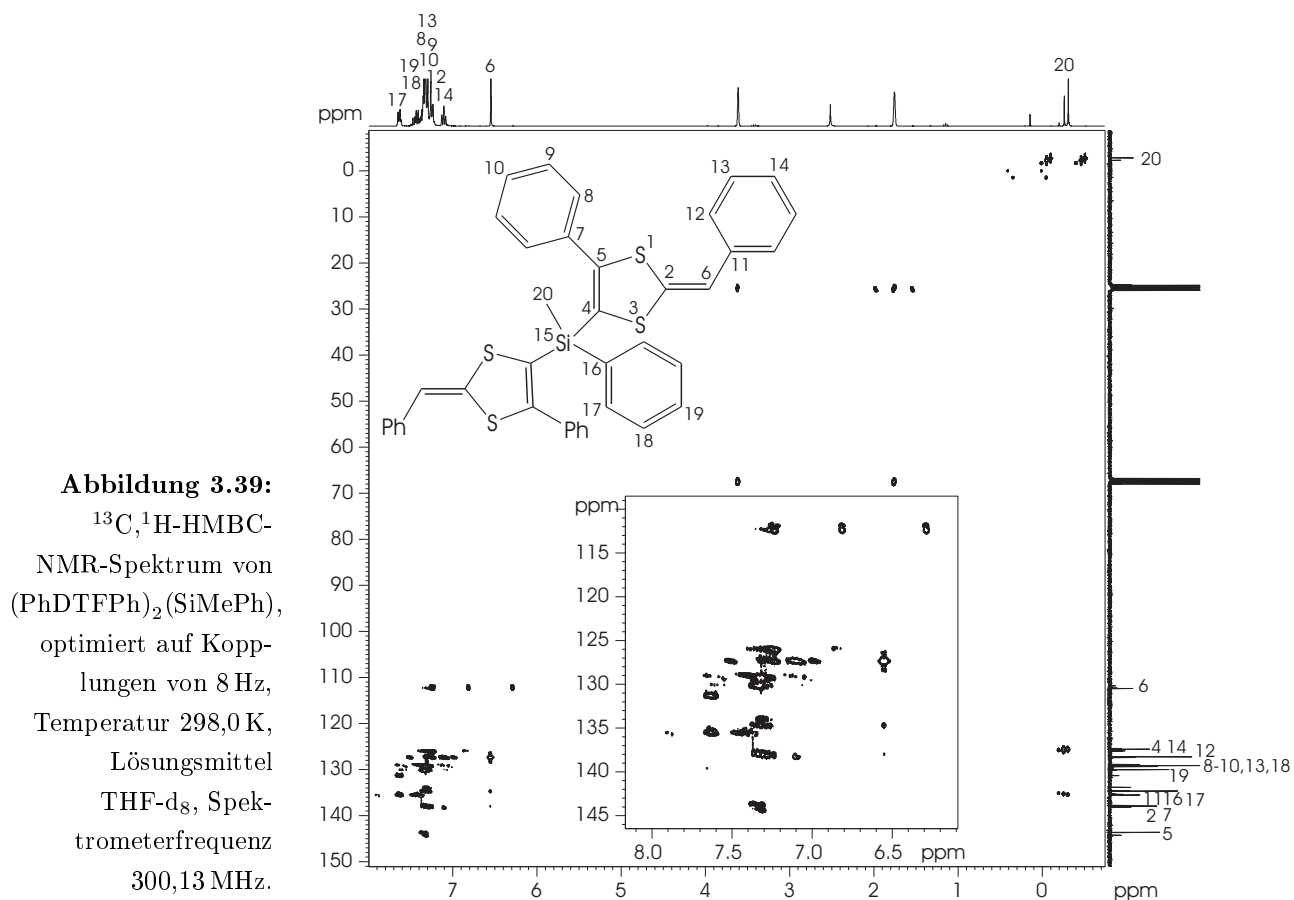 13
8 9
19 10
18 12
17 14
6
20
ppm
0
10
20
30
40
50
60
70
80
90
100
110
120
130
140
150
9
10
8
7
5
S
1
2
6
4
S
3
13
14
12
11
20
15
Si
16
17
18
19
S
S
Ph
Ph
20
6
4 14 12
8-10,13,18
19
11 16 17
2 7
5
ppm
115
120
125
130
135
140
145
8.0 7.5 7.0 6.5 ppm
7 6 5 4 3 2 1 0 ppm
Abbildung 3.39:
¹³C,¹H-HMBC-
NMR-Spektrum von
(PhDTFPh)₂(SiMePh),
optimiert auf Kopp-
lungen von 8 Hz,
Temperatur 298,0 K,
Lösungsmittel
THF-d₈, Spek-
trometerfrequenz
300,13 MHz.